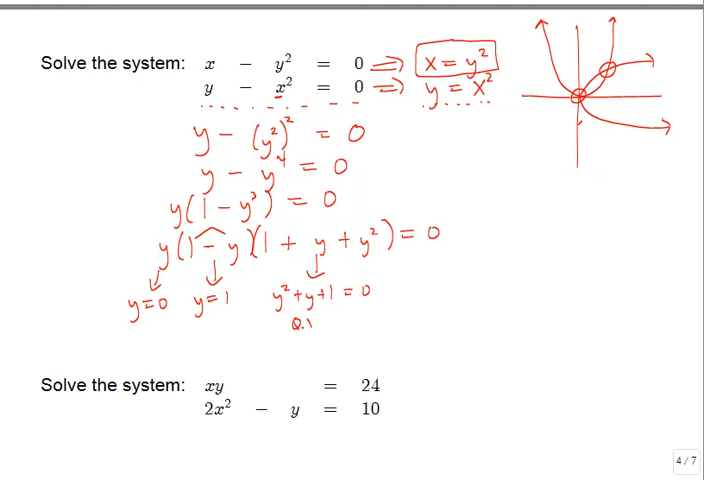 Solve the system: x − y² = 0 ⇒ x = y²
y − x² = 0 ⇒ y = x²
y − (y²)² = 0
y − y⁴ = 0
y(1 − y³) = 0
y(1 − y)(1 + y + y²) = 0
y = 0 y = 1 y² + y + 1 = 0
Solve the system: xy = 24
2x² − y = 10
4 / 7